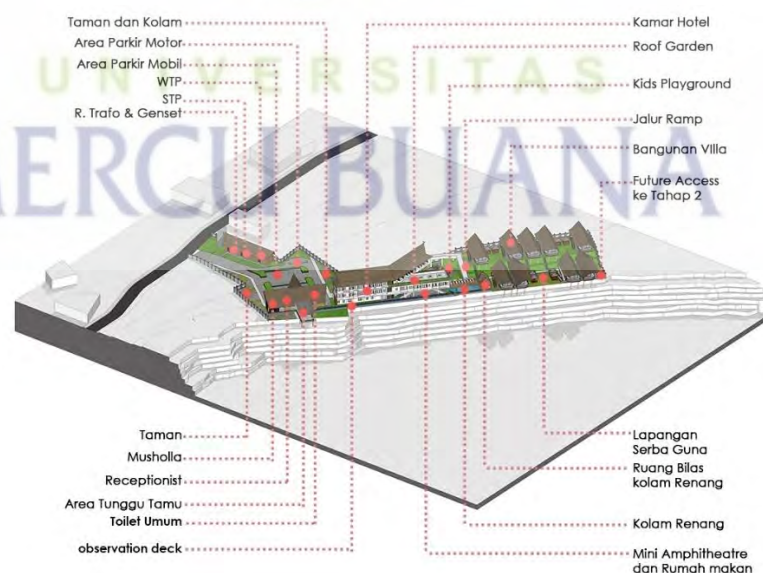 Taman dan Kolam
Area Parkir Motor
Area Parkir Mobil
WTP
STP
R. Trafo & Genset
Kamar Hotel
Roof Garden
Kids Playground
Jalur Ramp
Bangunan Villa
Future Access
ke Tahap 2
UNIVERSITAS
MERCU BUANA
Taman
Musholla
Receptionist
Area Tunggu Tamu
Toilet Umum
observation deck
Lapangan
Serba Guna
Ruang Bilas
kolam Renang
Kolam Renang
Mini Amphitheatre
dan Rumah makan